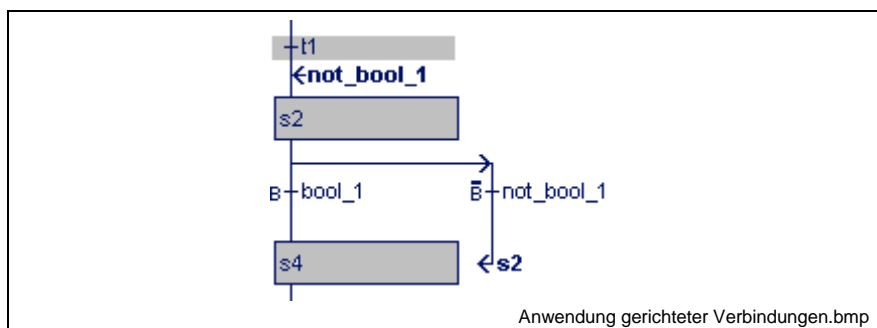 t1
not_bool_1
s2
B bool_1 B̅ not_bool_1
s4 s2
Anwendung gerichteter Verbindungen.bmp